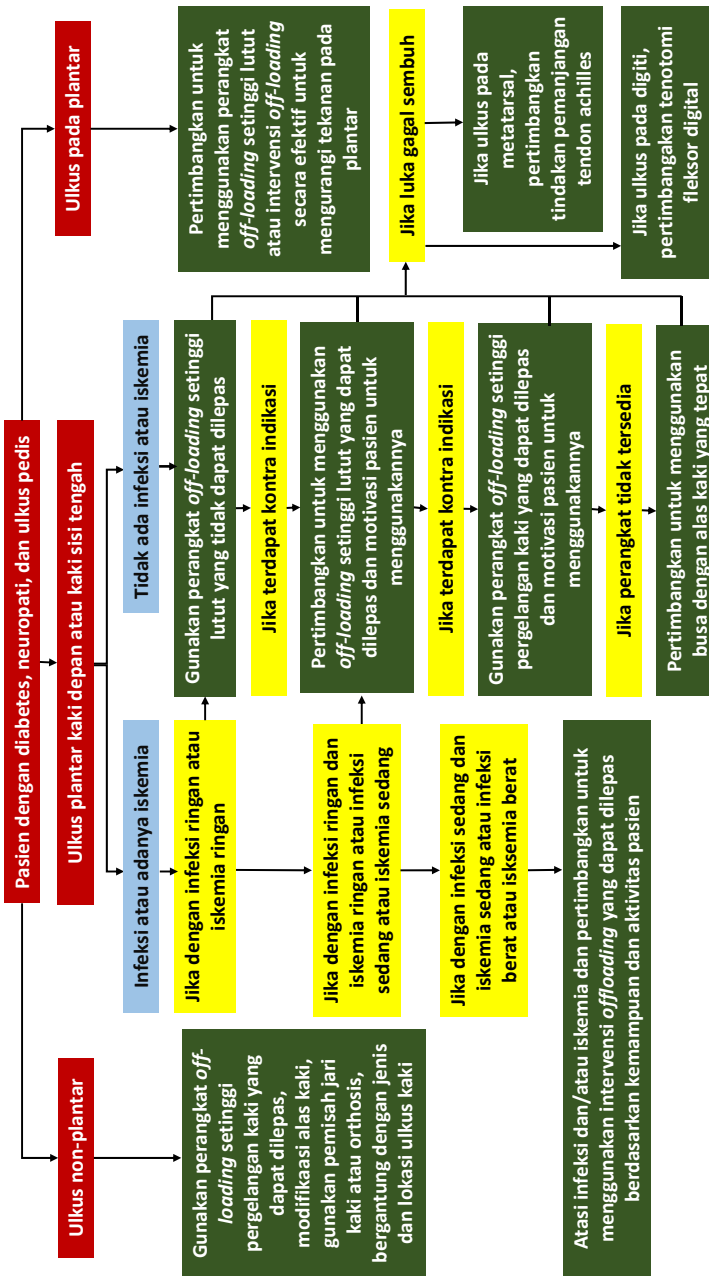 Pasien dengan diabetes, neuropati, dan ulkus pedis
Ulkus non-plantar
Ulkus plantar kaki depan atau kaki sisi tengah
Ulkus pada plantar
Gunakan perangkat off-
loading setinggi
pergelangan kaki yang
dapat dilepas,
modifikaasi alas kaki,
gunakan pemisah jari
kaki atau orthosis,
bergantung dengan jenis
dan lokasi ulkus kaki
Infeksi atau adanya iskemia
Jika dengan infeksi ringan atau
iskemia ringan
Jika dengan infeksi ringan dan
iskemia ringan atau infeksi
sedang atau iskemia sedang
Jika dengan infeksi sedang dan
iskemia sedang atau infeksi
berat atau isksemia berat
Atasi infeksi dan/atau iskemia dan pertimbangkan untuk
menggunakan intervensi offloading yang dapat dilepas
berdasarkan kemampuan dan aktivitas pasien
Tidak ada infeksi atau iskemia
Gunakan perangkat off-loading setinggi
lutut yang tidak dapat dilepas
Jika terdapat kontra indikasi
Pertimbangkan untuk menggunakan
off-loading setinggi lutut yang dapat
dilepas dan motivasi pasien untuk
menggunakannya
Jika terdapat kontra indikasi
Gunakan perangkat off-loading setinggi
pergelangan kaki yang dapat dilepas
dan motivasi pasien untuk
menggunakannya
Jika perangkat tidak tersedia
Pertimbangkan untuk menggunakan
busa dengan alas kaki yang tepat
Pertimbangkan untuk
menggunakan perangkat
off-loading setinggi lutut
atau intervensi off-loading
secara efektif untuk
mengurangi tekanan pada
plantar
Jika luka gagal sembuh
Jika ulkus pada
metatarsal,
pertimbangkan
tindakan pemanjangan
tendon achilles
Jika ulkus pada digiti,
pertimbangakan tenotomi
fleksor digital